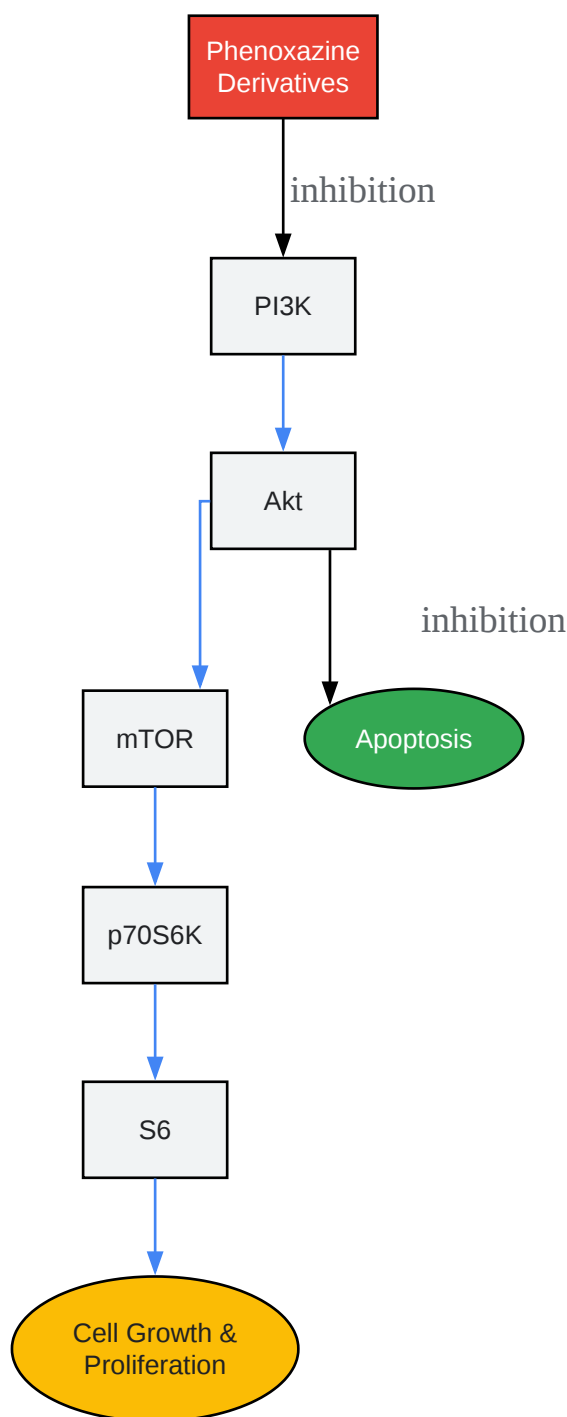 Phenoxazine
Derivatives
inhibition
PI3K
Akt
inhibition
mTOR
Apoptosis
p70S6K
S6
Cell Growth &
Proliferation